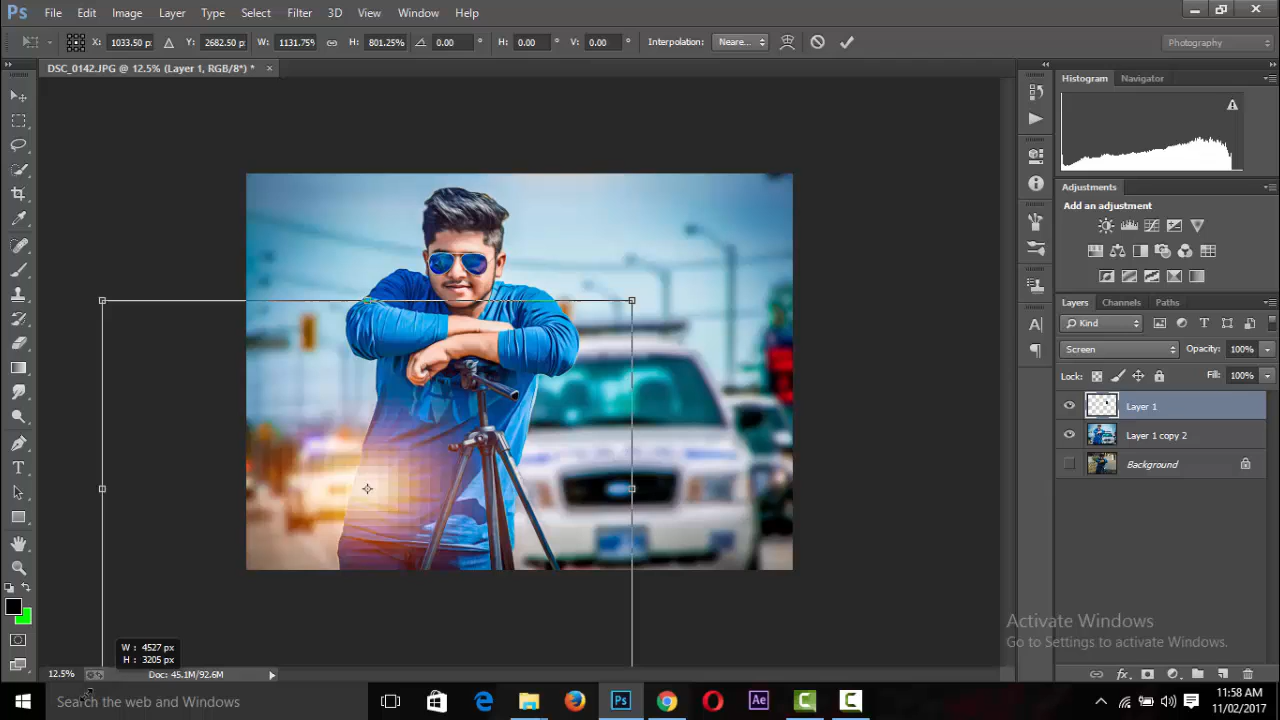 Ps File Edit Image Layer Type Select Filter 3D View Window Help
X: 1033.50 p: Y: 2682.50 p: W: 1131.75% H: 801.25% 0.00 ° H: 0.00 ° V: 0.00 ° Interpolation: Neare... Photography
DSC_0142.JPG @ 12.5% (Layer 1, RGB/8*) * ×
Histogram Navigator
Adjustments
Add an adjustment
Layers Channels Paths
Kind
Screen Opacity: 100%
Lock: Fill: 100%
Layer 1
Layer 1 copy 2
Background
W : 4527 px
H : 3205 px
Activate Windows
Go to Settings to activate Windows.
12.5% Doc: 45.1M/92.6M
Search the web and Windows
Ps Ae
11:58 AM
11/02/2017